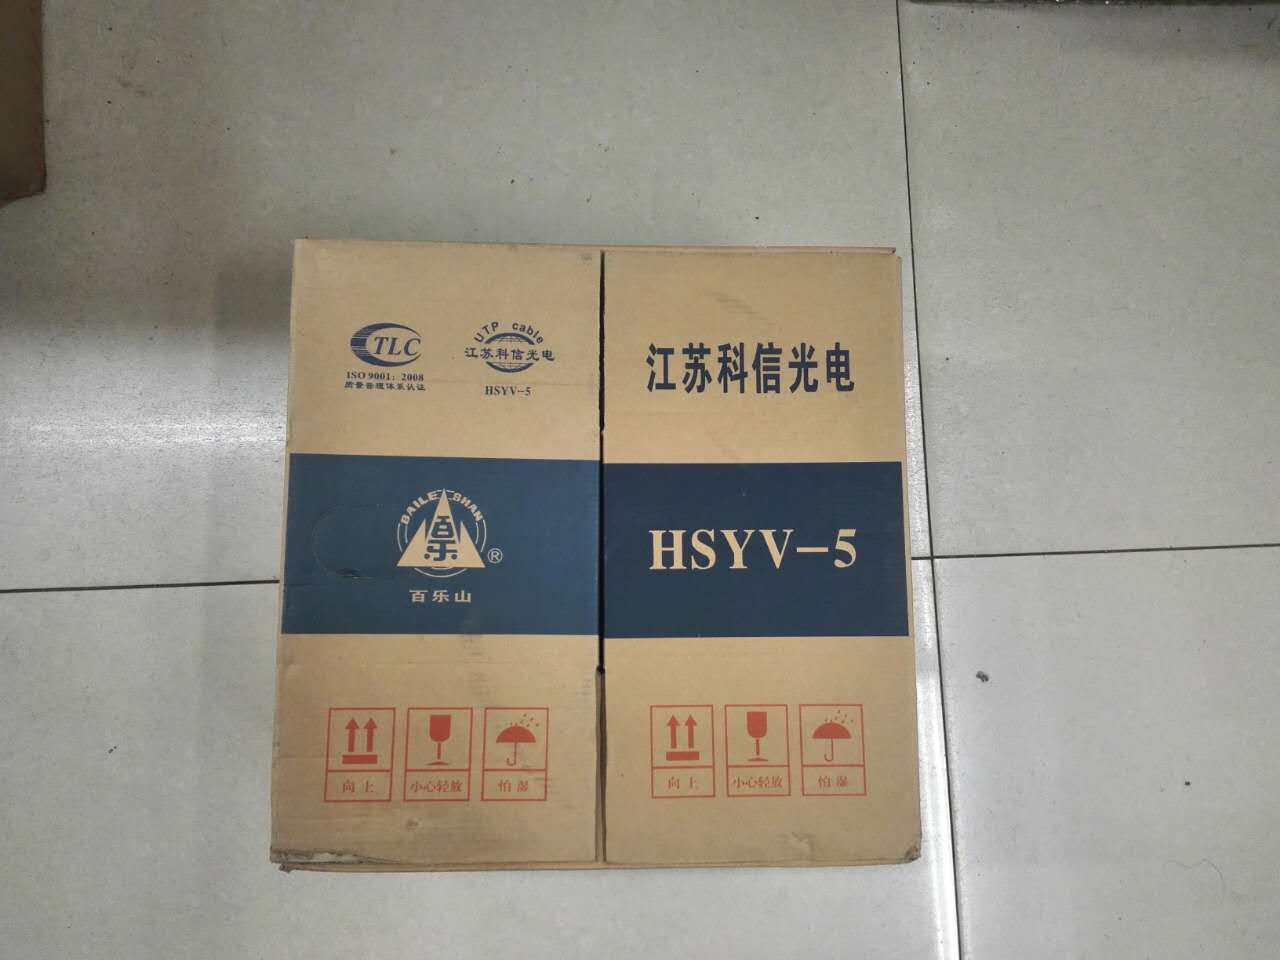 TLC
ISO 9001：2008
质量管理体系认证
UTP cable
江苏科信光电
HSYV-5
江苏科信光电
BAILE SHAN
百乐
®
百乐山
HSYV-5
向上
小心轻放
怕湿
向上
小心轻放
怕湿